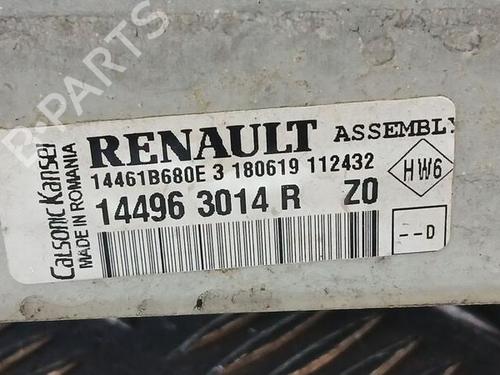 B-PARTS
RENAULT ASSEMBLY
14461B680E 3 180619 112432
14496 3014 R Z0
HW6
--D
Calsonic Kansei
MADE IN ROMANIA